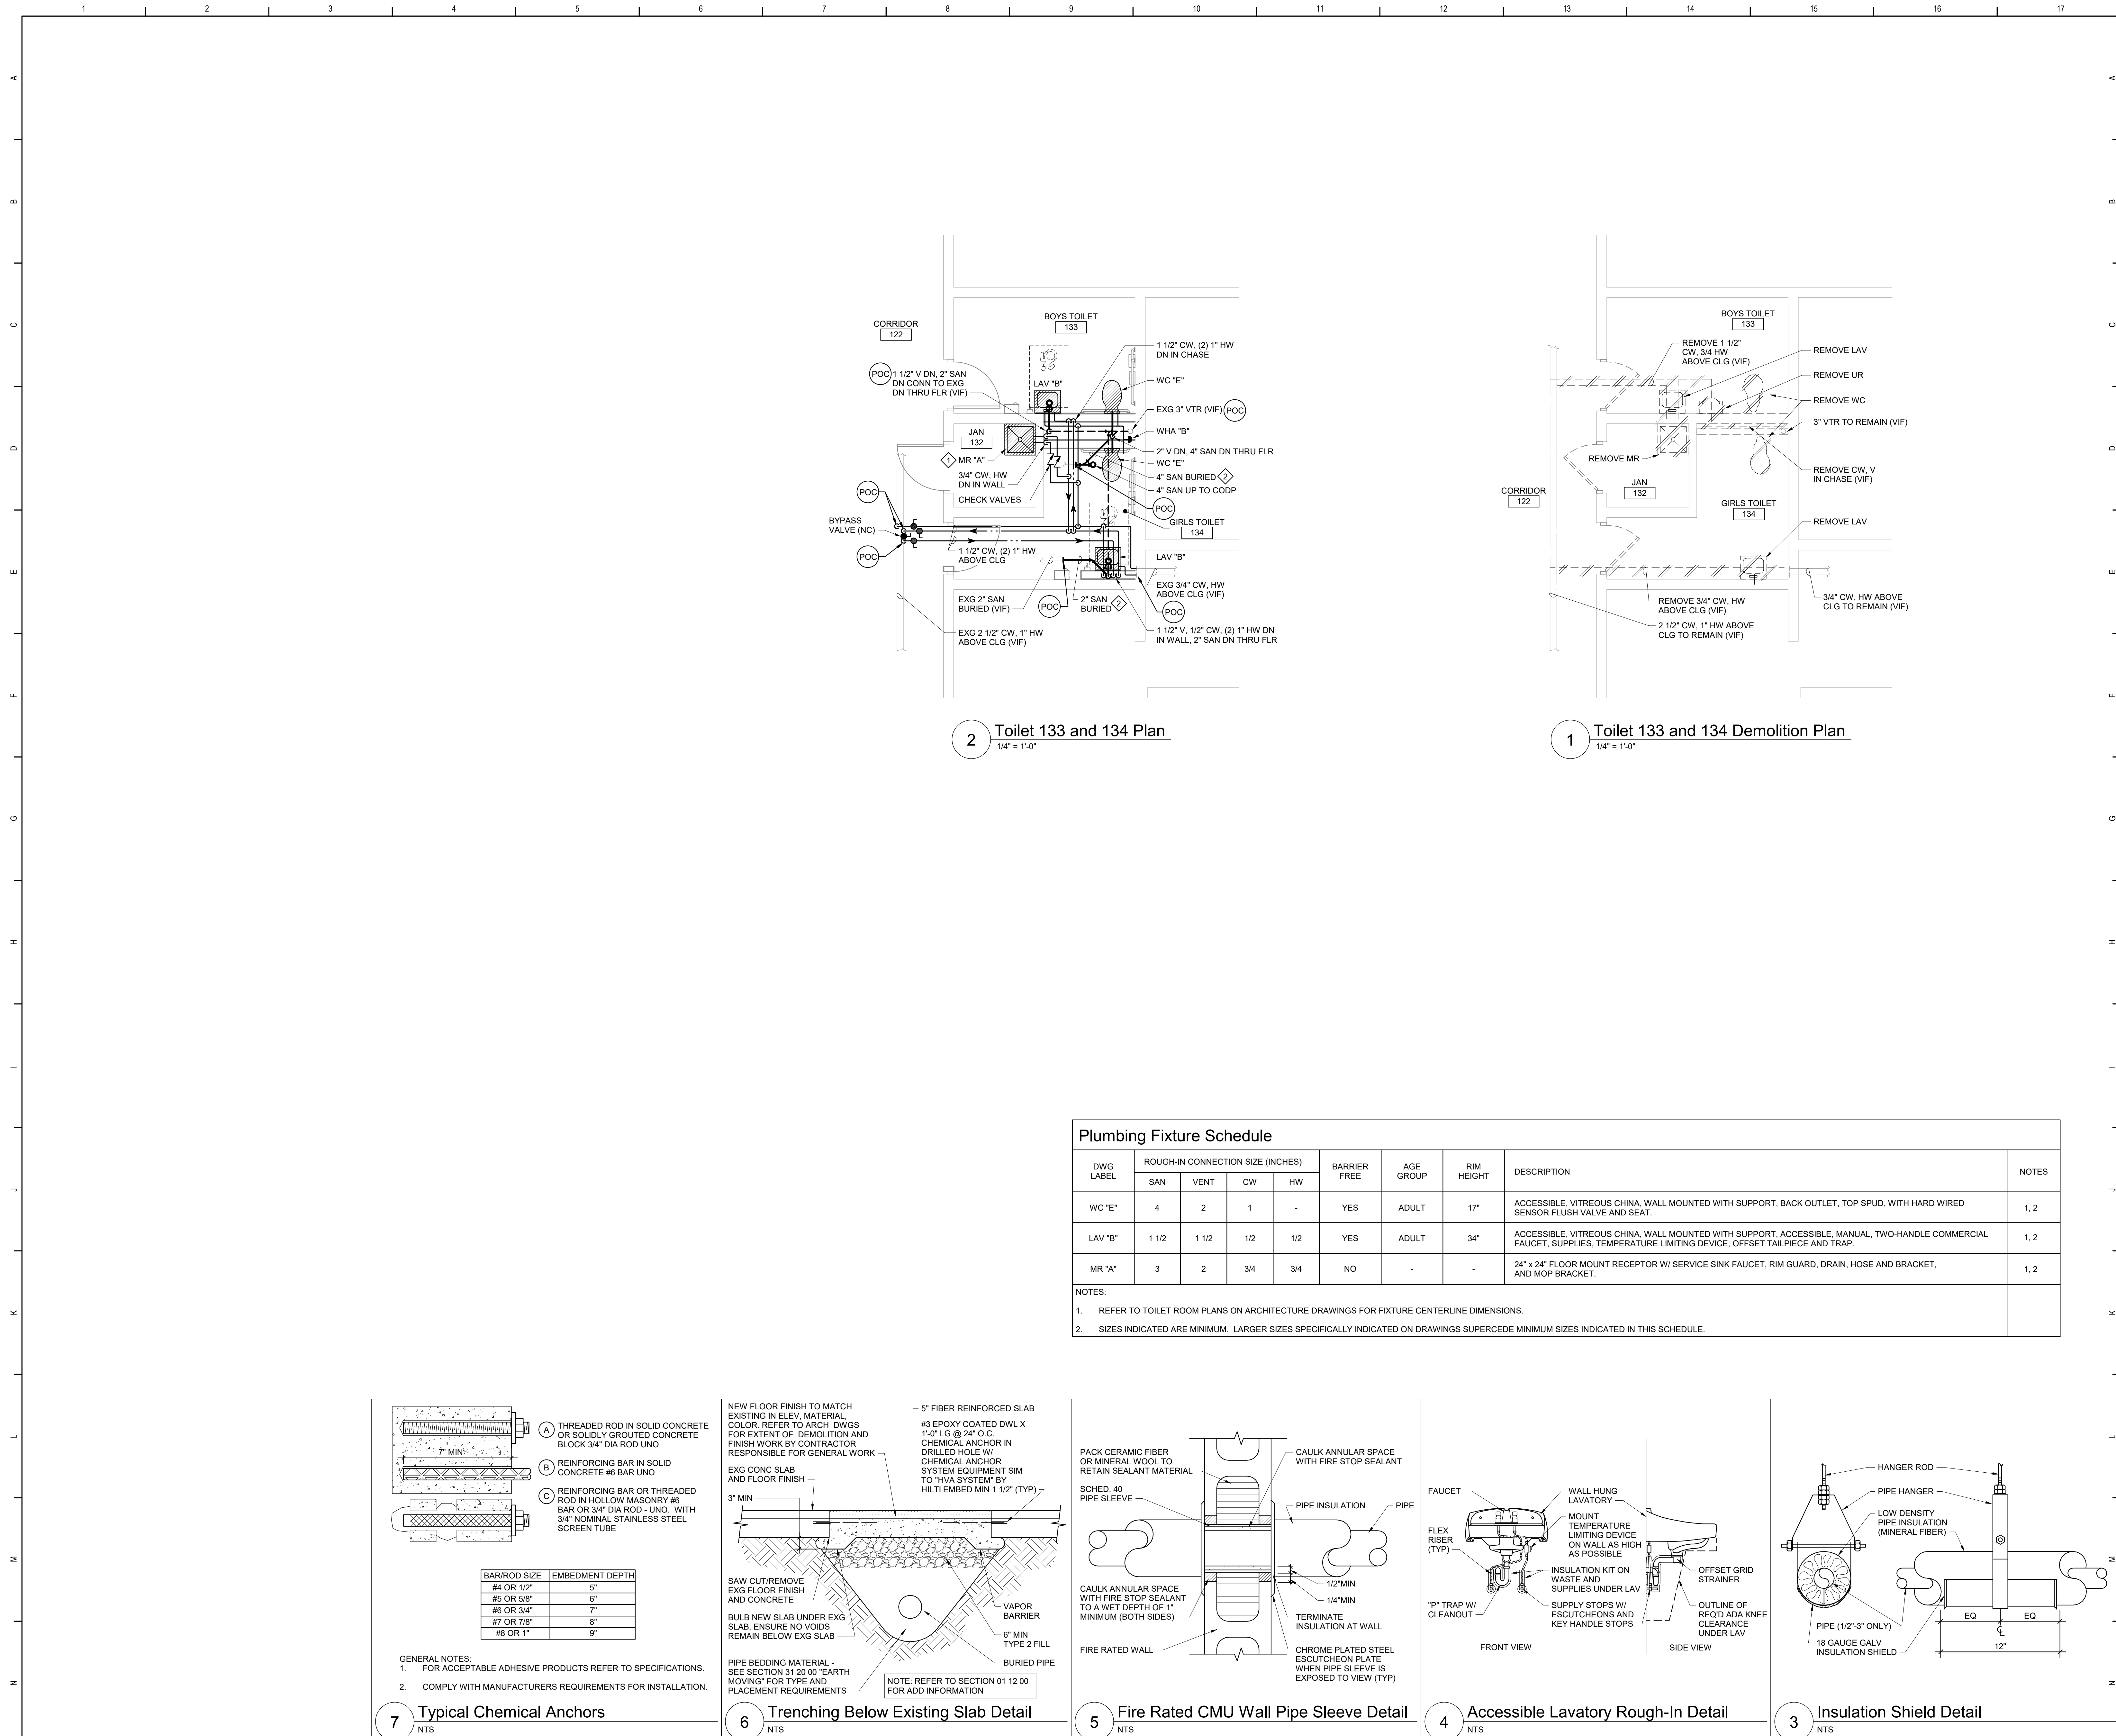 1 2 3 4 5 6 7 8 9 10 11 12 13 14 15 16 17
A A
B B
C C
D D
E E
F F
G G
H H
I I
J J
K K
L L
M M
N N
CORRIDOR
122
BOYS TOILET
133
POC
1 1/2" V DN, 2" SAN
DN CONN TO EXG
DN THRU FLR (VIF)
LAV "B"
1 1/2" CW, (2) 1" HW
DN IN CHASE
WC "E"
EXG 3" VTR (VIF)
POC
WHA "B"
JAN
132
1
MR "A"
3/4" CW, HW
DN IN WALL
CHECK VALVES
2" V DN, 4" SAN DN THRU FLR
WC "E"
4" SAN BURIED
2
4" SAN UP TO CODP
POC
GIRLS TOILET
134
POC
BYPASS
VALVE (NC)
POC
1 1/2" CW, (2) 1" HW
ABOVE CLG
LAV "B"
EXG 3/4" CW, HW
ABOVE CLG (VIF)
POC
EXG 2" SAN
BURIED (VIF)
POC
2" SAN
BURIED
2
EXG 2 1/2" CW, 1" HW
ABOVE CLG (VIF)
1 1/2" V, 1/2" CW, (2) 1" HW DN
IN WALL, 2" SAN DN THRU FLR
2
Toilet 133 and 134 Plan
1/4" = 1'-0"
BOYS TOILET
133
REMOVE 1 1/2"
CW, 3/4 HW
ABOVE CLG (VIF)
REMOVE LAV
REMOVE UR
REMOVE WC
3" VTR TO REMAIN (VIF)
REMOVE MR
REMOVE CW, V
IN CHASE (VIF)
CORRIDOR
122
JAN
132
GIRLS TOILET
134
REMOVE LAV
REMOVE 3/4" CW, HW
ABOVE CLG (VIF)
3/4" CW, HW ABOVE
CLG TO REMAIN (VIF)
2 1/2" CW, 1" HW ABOVE
CLG TO REMAIN (VIF)
1
Toilet 133 and 134 Demolition Plan
1/4" = 1'-0"
Plumbing Fixture Schedule
DWG
LABEL
ROUGH-IN CONNECTION SIZE (INCHES)
SAN VENT CW HW
BARRIER
FREE
AGE
GROUP
RIM
HEIGHT
DESCRIPTION
NOTES
WC "E" 4 2 1 - YES ADULT 17" ACCESSIBLE, VITREOUS CHINA, WALL MOUNTED WITH SUPPORT, BACK OUTLET, TOP SPUD, WITH HARD WIRED
SENSOR FLUSH VALVE AND SEAT. 1, 2
LAV "B" 1 1/2 1 1/2 1/2 1/2 YES ADULT 34" ACCESSIBLE, VITREOUS CHINA, WALL MOUNTED WITH SUPPORT, ACCESSIBLE, MANUAL, TWO-HANDLE COMMERCIAL
FAUCET, SUPPLIES, TEMPERATURE LIMITING DEVICE, OFFSET TAILPIECE AND TRAP. 1, 2
MR "A" 3 2 3/4 3/4 NO - - 24" x 24" FLOOR MOUNT RECEPTOR W/ SERVICE SINK FAUCET, RIM GUARD, DRAIN, HOSE AND BRACKET,
AND MOP BRACKET. 1, 2
NOTES:
1. REFER TO TOILET ROOM PLANS ON ARCHITECTURE DRAWINGS FOR FIXTURE CENTERLINE DIMENSIONS.
2. SIZES INDICATED ARE MINIMUM. LARGER SIZES SPECIFICALLY INDICATED ON DRAWINGS SUPERCEDE MINIMUM SIZES INDICATED IN THIS SCHEDULE.
7" MIN
A
THREADED ROD IN SOLID CONCRETE
OR SOLIDLY GROUTED CONCRETE
BLOCK 3/4" DIA ROD UNO
B
REINFORCING BAR IN SOLID
CONCRETE #6 BAR UNO
C
REINFORCING BAR OR THREADED
ROD IN HOLLOW MASONRY #6
BAR OR 3/4" DIA ROD - UNO. WITH
3/4" NOMINAL STAINLESS STEEL
SCREEN TUBE
BAR/ROD SIZE EMBEDMENT DEPTH
#4 OR 1/2" 5"
#5 OR 5/8" 6"
#6 OR 3/4" 7"
#7 OR 7/8" 8"
#8 OR 1" 9"
GENERAL NOTES:
1. FOR ACCEPTABLE ADHESIVE PRODUCTS REFER TO SPECIFICATIONS.
2. COMPLY WITH MANUFACTURERS REQUIREMENTS FOR INSTALLATION.
7
Typical Chemical Anchors
NTS
NEW FLOOR FINISH TO MATCH
EXISTING IN ELEV, MATERIAL,
COLOR. REFER TO ARCH DWGS
FOR EXTENT OF DEMOLITION AND
FINISH WORK BY CONTRACTOR
RESPONSIBLE FOR GENERAL WORK
EXG CONC SLAB
AND FLOOR FINISH
3" MIN
5" FIBER REINFORCED SLAB
#3 EPOXY COATED DWL X
1'-0" LG @ 24" O.C.
CHEMICAL ANCHOR IN
DRILLED HOLE W/
CHEMICAL ANCHOR
SYSTEM EQUIPMENT SIM
TO "HVA SYSTEM" BY
HILTI EMBED MIN 1 1/2" (TYP)
SAW CUT/REMOVE
EXG FLOOR FINISH
AND CONCRETE
BULB NEW SLAB UNDER EXG
SLAB, ENSURE NO VOIDS
REMAIN BELOW EXG SLAB
PIPE BEDDING MATERIAL -
SEE SECTION 31 20 00 "EARTH
MOVING" FOR TYPE AND
PLACEMENT REQUIREMENTS
VAPOR
BARRIER
6" MIN
TYPE 2 FILL
BURIED PIPE
NOTE: REFER TO SECTION 01 12 00
FOR ADD INFORMATION
6
Trenching Below Existing Slab Detail
NTS
PACK CERAMIC FIBER
OR MINERAL WOOL TO
RETAIN SEALANT MATERIAL
SCHED. 40
PIPE SLEEVE
CAULK ANNULAR SPACE
WITH FIRE STOP SEALANT
PIPE INSULATION
PIPE
CAULK ANNULAR SPACE
WITH FIRE STOP SEALANT
TO A WET DEPTH OF 1"
MINIMUM (BOTH SIDES)
FIRE RATED WALL
1/2"MIN
1/4"MIN
TERMINATE
INSULATION AT WALL
CHROME PLATED STEEL
ESCUTCHEON PLATE
WHEN PIPE SLEEVE IS
EXPOSED TO VIEW (TYP)
5
Fire Rated CMU Wall Pipe Sleeve Detail
NTS
FAUCET
FLEX
RISER
(TYP)
"P" TRAP W/
CLEANOUT
WALL HUNG
LAVATORY
MOUNT
TEMPERATURE
LIMITING DEVICE
ON WALL AS HIGH
AS POSSIBLE
INSULATION KIT ON
WASTE AND
SUPPLIES UNDER LAV
SUPPLY STOPS W/
ESCUTCHEONS AND
KEY HANDLE STOPS
OFFSET GRID
STRAINER
OUTLINE OF
REQ'D ADA KNEE
CLEARANCE
UNDER LAV
FRONT VIEW
SIDE VIEW
4
Accessible Lavatory Rough-In Detail
NTS
HANGER ROD
PIPE HANGER
LOW DENSITY
PIPE INSULATION
(MINERAL FIBER)
PIPE (1/2"-3" ONLY)
18 GAUGE GALV
INSULATION SHIELD
EQ EQ
CL
12"
3
Insulation Shield Detail
NTS